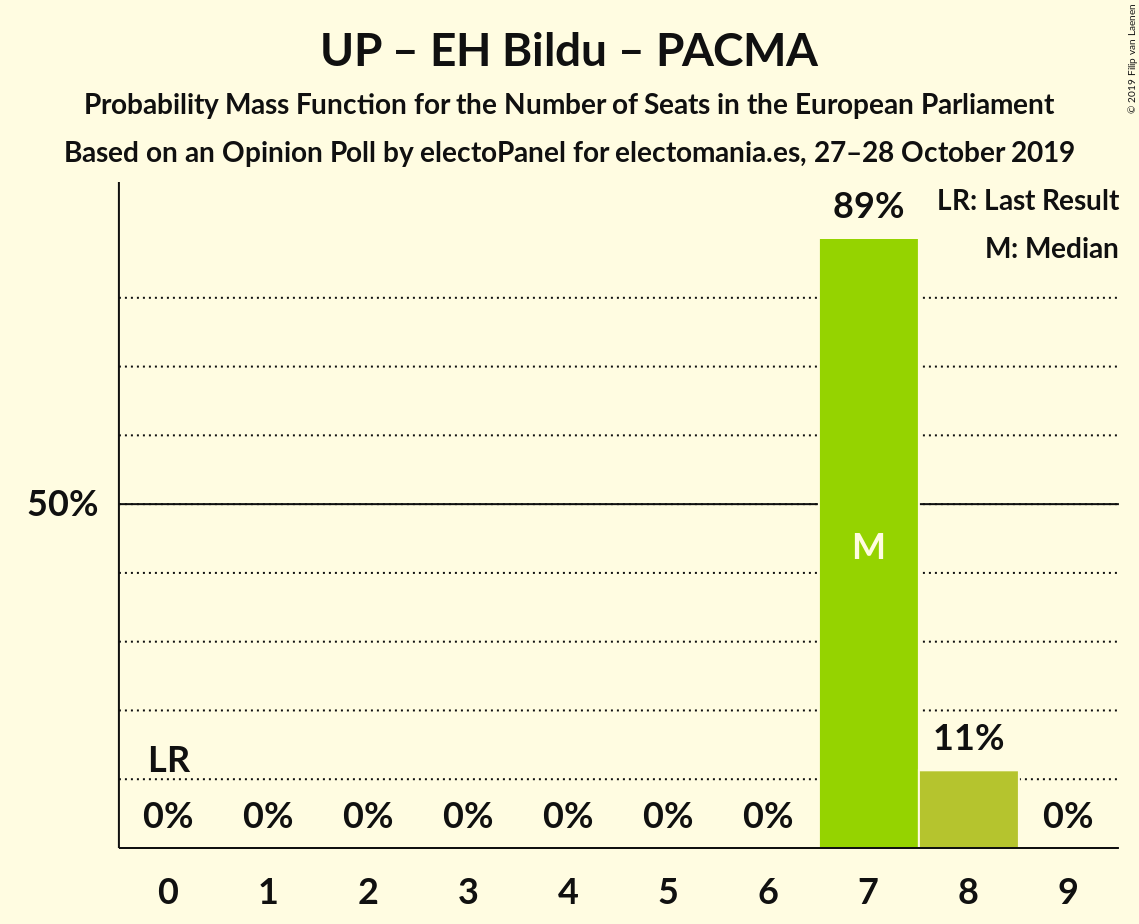 UP – EH Bildu – PACMA
Probability Mass Function for the Number of Seats in the European Parliament
Based on an Opinion Poll by electoPanel for electomania.es, 27–28 October 2019
© 2019 Filip van Laenen
LR: Last Result
M: Median
89%
50%
M
11%
LR
0% 0% 0% 0% 0% 0% 0% 0%
0 1 2 3 4 5 6 7 8 9